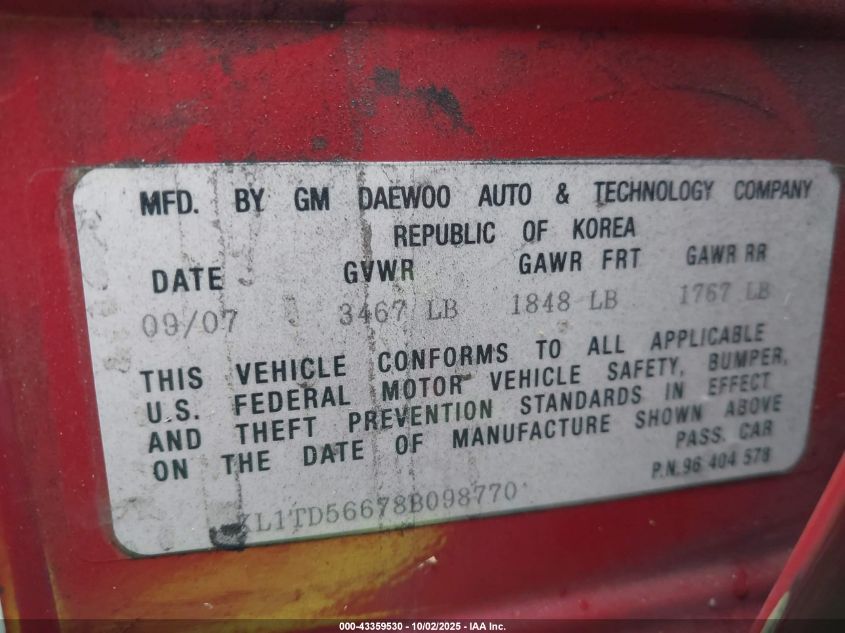 MFD. BY GM DAEWOO AUTO & TECHNOLOGY COMPANY
REPUBLIC OF KOREA
DATE GVWR GAWR FRT GAWR RR
09/07 3467 LB 1848 LB 1767 LB
THIS VEHICLE CONFORMS TO ALL APPLICABLE
U.S. FEDERAL MOTOR VEHICLE SAFETY, BUMPER,
AND THEFT PREVENTION STANDARDS IN EFFECT
ON THE DATE OF MANUFACTURE SHOWN ABOVE
PASS. CAR
P.N.96 404 578
KL1TD56678B098770
000-43359530 - 10/02/2025 - IAA Inc.